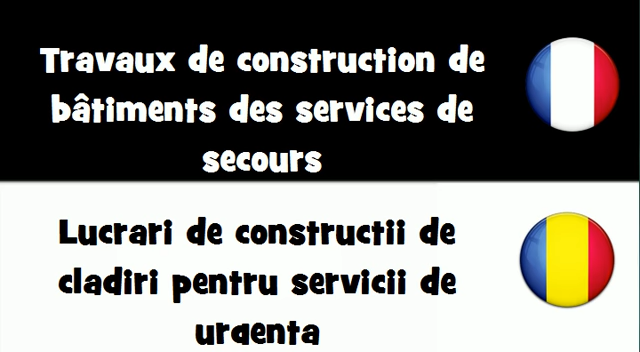 Travaux de construction de
bâtiments des services de
secours
Lucrari de constructii de
cladiri pentru servicii de
urgenta